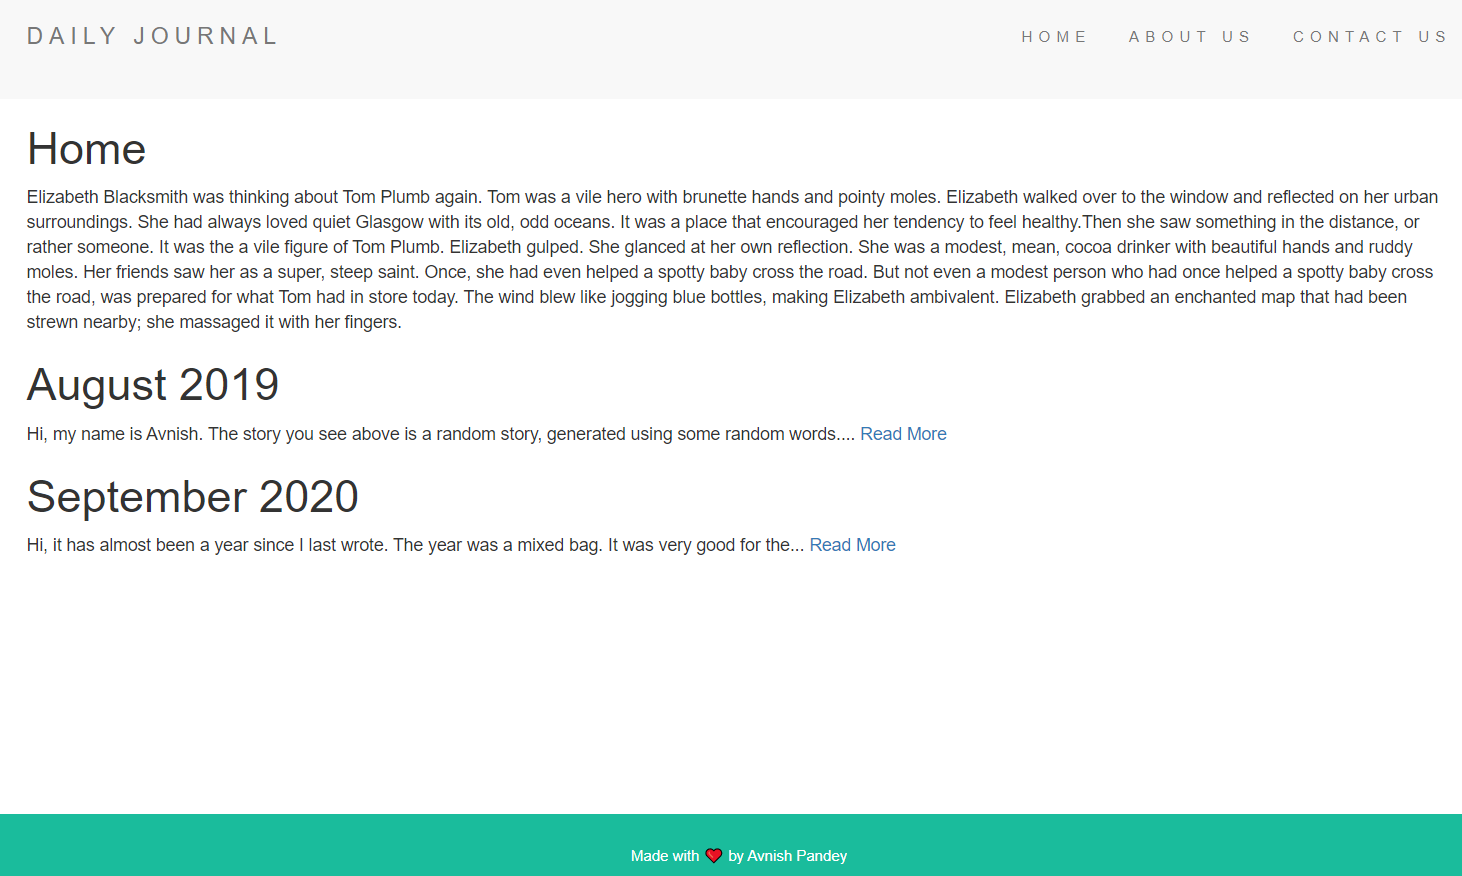 DAILY JOURNAL
HOME ABOUT US CONTACT US
Home
Elizabeth Blacksmith was thinking about Tom Plumb again. Tom was a vile hero with brunette hands and pointy moles. Elizabeth walked over to the window and reflected on her urban
surroundings. She had always loved quiet Glasgow with its old, odd oceans. It was a place that encouraged her tendency to feel healthy.Then she saw something in the distance, or
rather someone. It was the a vile figure of Tom Plumb. Elizabeth gulped. She glanced at her own reflection. She was a modest, mean, cocoa drinker with beautiful hands and ruddy
moles. Her friends saw her as a super, steep saint. Once, she had even helped a spotty baby cross the road. But not even a modest person who had once helped a spotty baby cross
the road, was prepared for what Tom had in store today. The wind blew like jogging blue bottles, making Elizabeth ambivalent. Elizabeth grabbed an enchanted map that had been
strewn nearby; she massaged it with her fingers.
August 2019
Hi, my name is Avnish. The story you see above is a random story, generated using some random words.... Read More
September 2020
Hi, it has almost been a year since I last wrote. The year was a mixed bag. It was very good for the... Read More
Made with ❤ by Avnish Pandey